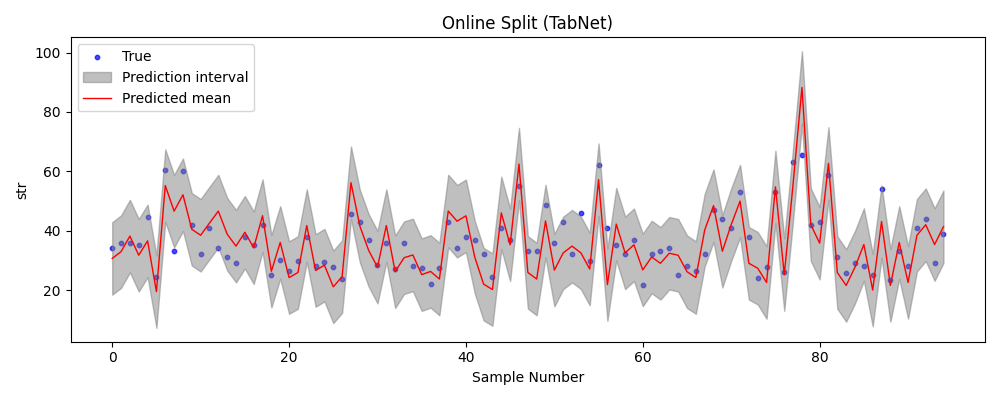 Online Split (TabNet)
True
Prediction interval
Predicted mean
str
100
80
60
40
20
0 20 40 60 80
Sample Number